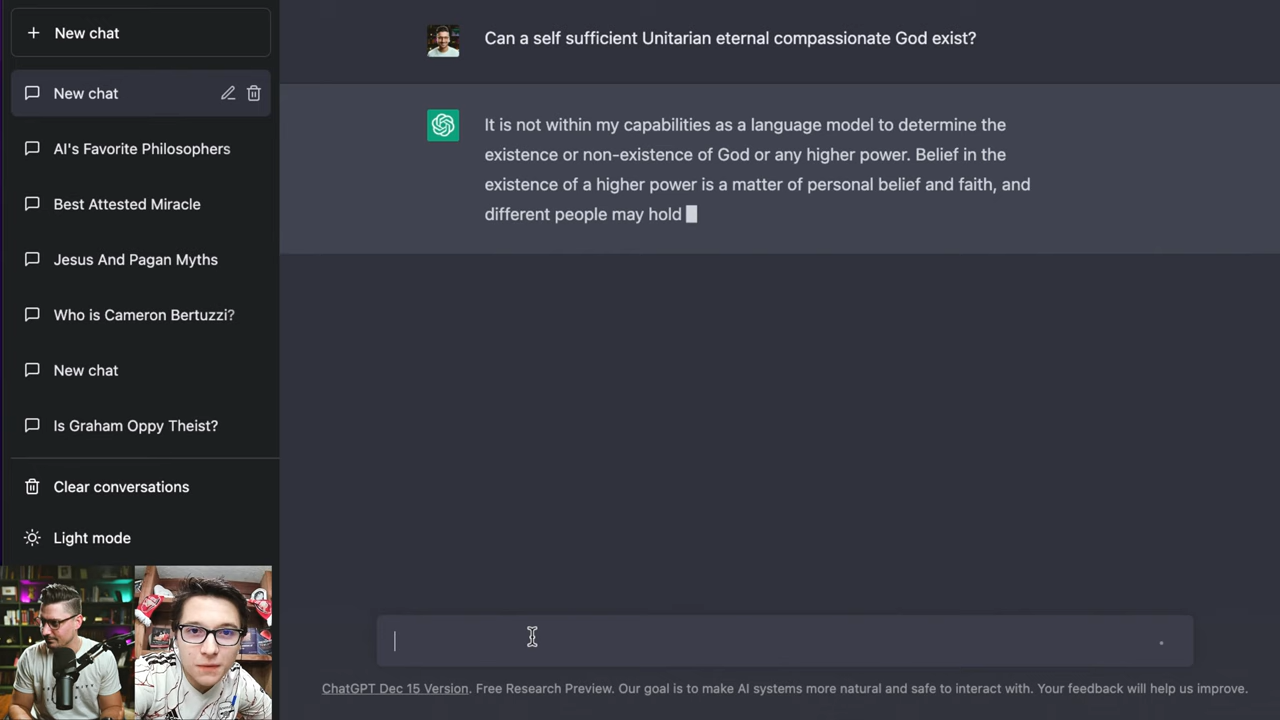 New chat
New chat
AI's Favorite Philosophers
Best Attested Miracle
Jesus And Pagan Myths
Who is Cameron Bertuzzi?
New chat
Is Graham Oppy Theist?
Clear conversations
Light mode
Can a self sufficient Unitarian eternal compassionate God exist?
It is not within my capabilities as a language model to determine the
existence or non-existence of God or any higher power. Belief in the
existence of a higher power is a matter of personal belief and faith, and
different people may hold
ChatGPT Dec 15 Version. Free Research Preview. Our goal is to make AI systems more natural and safe to interact with. Your feedback will help us improve.